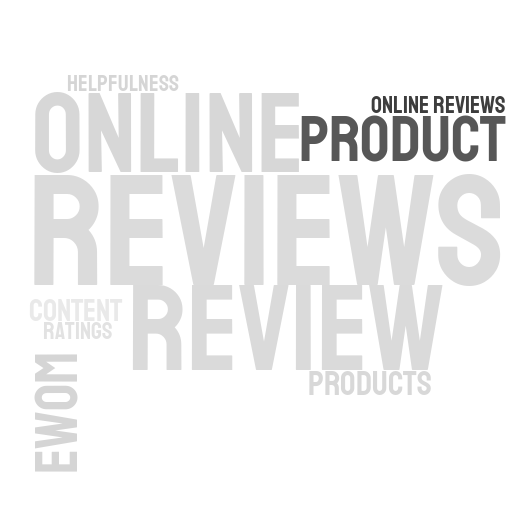 HELPFULNESS
ONLINE
ONLINE REVIEWS
PRODUCT
REVIEWS
CONTENT
RATINGS
REVIEW
PRODUCTS
EWOM